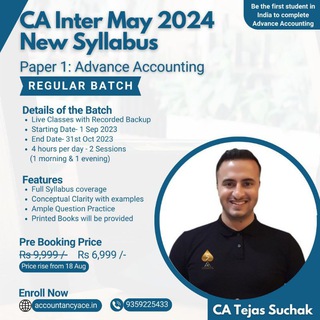 CA Inter May 2024
New Syllabus
Be the first student in
India to complete
Advance Accounting
Paper 1: Advance Accounting
REGULAR BATCH
Details of the Batch
• Live Classes with Recorded Backup
• Starting Date- 1 Sep 2023
• End Date- 31st Oct 2023
• 4 hours per day - 2 Sessions
(1 morning & 1 evening)
Features
• Full Syllabus coverage
• Conceptual Clarity with examples
• Ample Question Practice
• Printed Books will be provided
Pre Booking Price
Rs 9,999 /- Rs 6,999 /-
Price rise from 18 Aug
Enroll Now
accountancyace.in 9359225433
CA Tejas Suchak